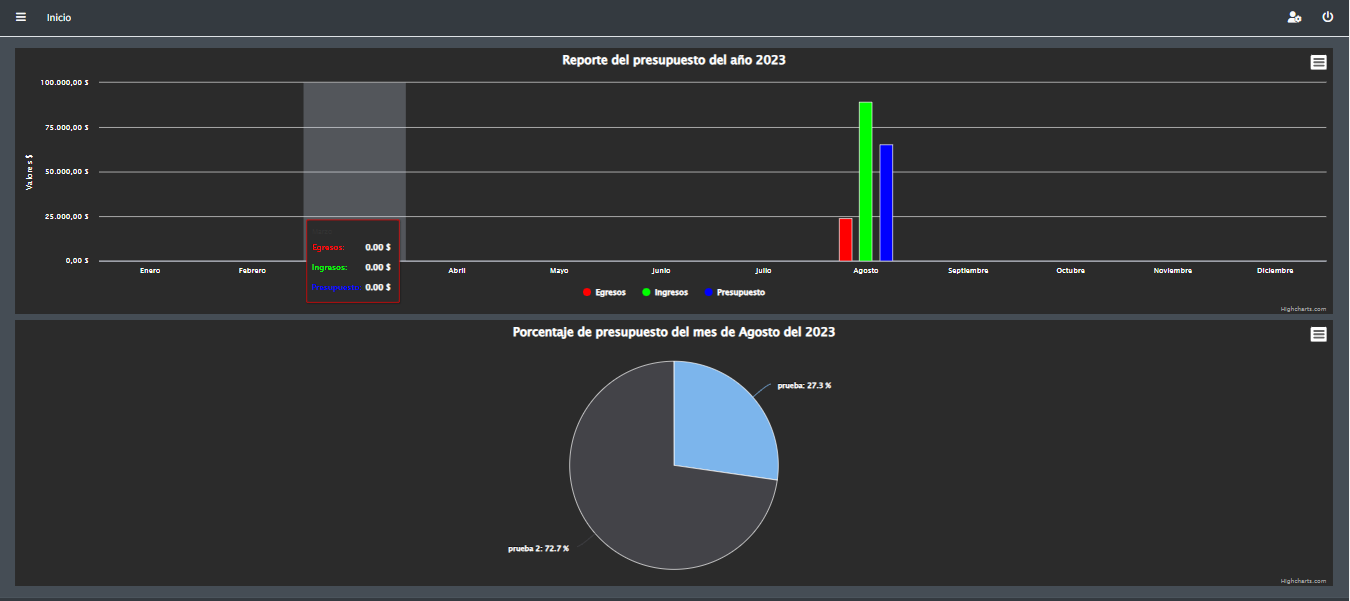 Inicio
Reporte del presupuesto del año 2023
100.000,00 $
75.000,00 $
50.000,00 $
25.000,00 $
0,00 $
Valores $
Egresos: 0.00 $
Ingresos: 0.00 $
Presupuesto: 0.00 $
Enero Febrero Abril Mayo Junio Julio Agosto Septiembre Octubre Noviembre Diciembre
Egresos Ingresos Presupuesto
Highcharts.com
Porcentaje de presupuesto del mes de Agosto del 2023
prueba: 27.3 %
prueba 2: 72.7 %
Highcharts.com